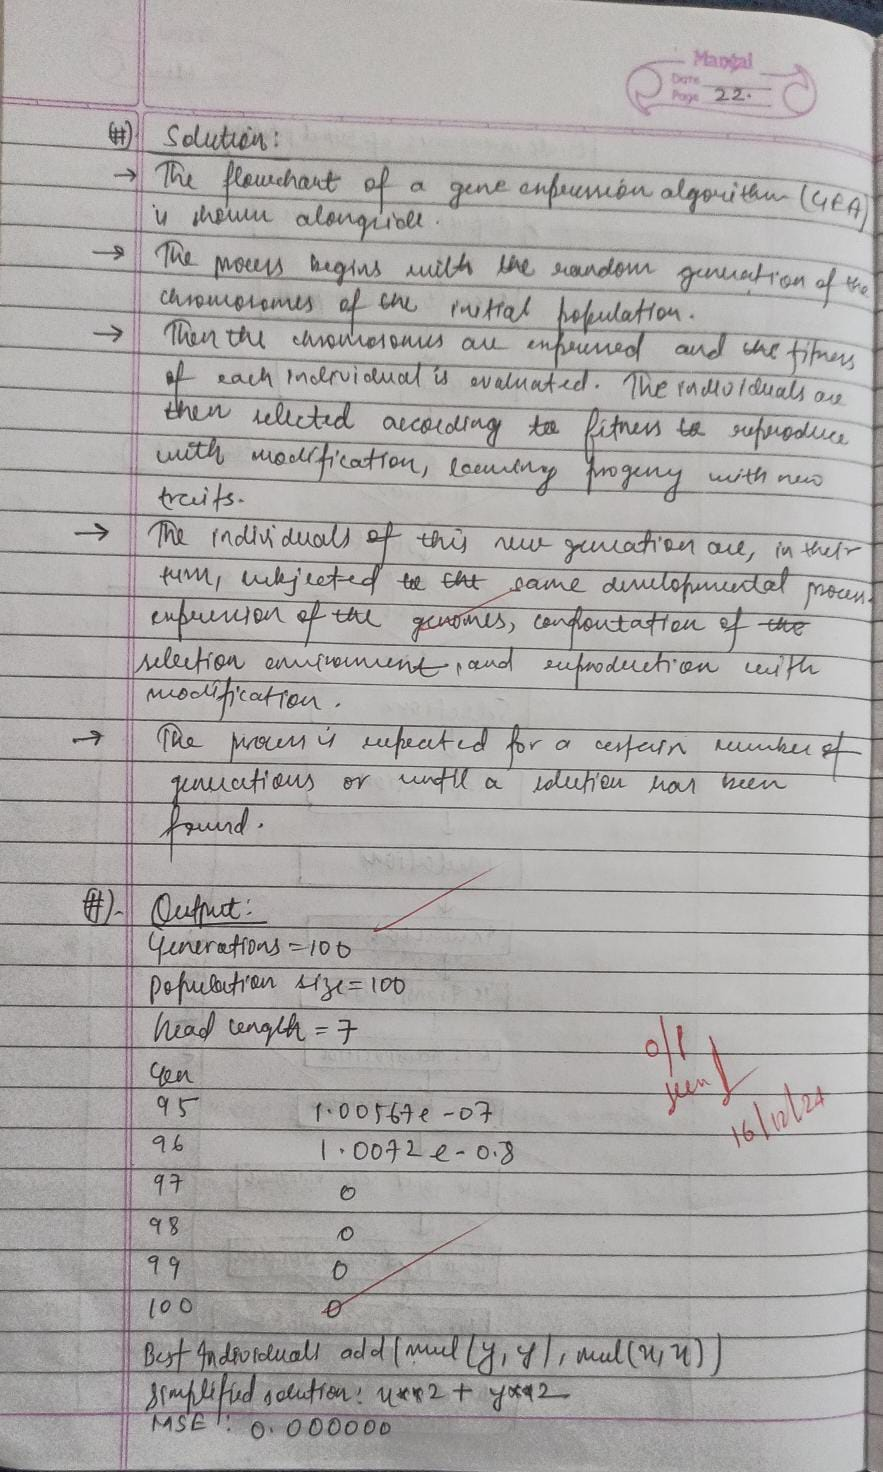 Mangal
Date
Page 22.
(#) Solution:
→ The flowchart of a gene expression algorithm (GEA)
is shown alongside.
→ The process begins with the random generation of the
chromosomes of the initial population.
→ Then the chromosomes are expressed and the fitness
of each individual is evaluated. The individuals are
then selected according to fitness to reproduce
with modification, leaving progeny with new
traits.
→ The individuals of this new generation are, in their
turn, subjected to the same developmental process.
expression of the genomes, confrontation of the
selection environment, and reproduction with
modification.
→ The process is repeated for a certain number of
generations or until a solution has been
found.
(#). Output:
Generations = 100
Population size = 100
head length = 7
Gen
95 1.00567e-07
96 1.0072e-0.8
97 0
98 0
99 0
100 0
O/P
seen
16/12/24
Best Individuals add(mul(y, y), mul(x, x))
Simplified solution: x**2 + y**2
MSE : 0.000000